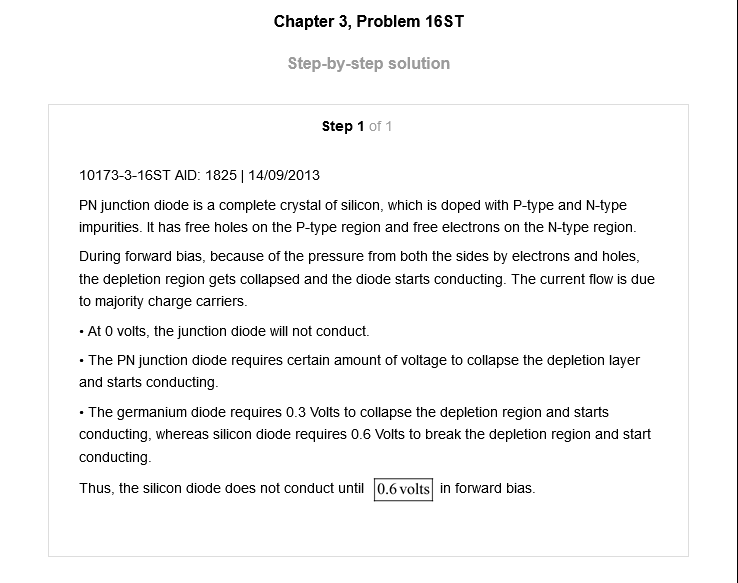 Chapter 3, Problem 16ST
Step-by-step solution
Step 1 of 1
10173-3-16ST AID: 1825 | 14/09/2013
PN junction diode is a complete crystal of silicon, which is doped with P-type and N-type
impurities. It has free holes on the P-type region and free electrons on the N-type region.
During forward bias, because of the pressure from both the sides by electrons and holes,
the depletion region gets collapsed and the diode starts conducting. The current flow is due
to majority charge carriers.
• At 0 volts, the junction diode will not conduct.
• The PN junction diode requires certain amount of voltage to collapse the depletion layer
and starts conducting.
• The germanium diode requires 0.3 Volts to collapse the depletion region and starts
conducting, whereas silicon diode requires 0.6 Volts to break the depletion region and start
conducting.
Thus, the silicon diode does not conduct until 0.6 volts in forward bias.